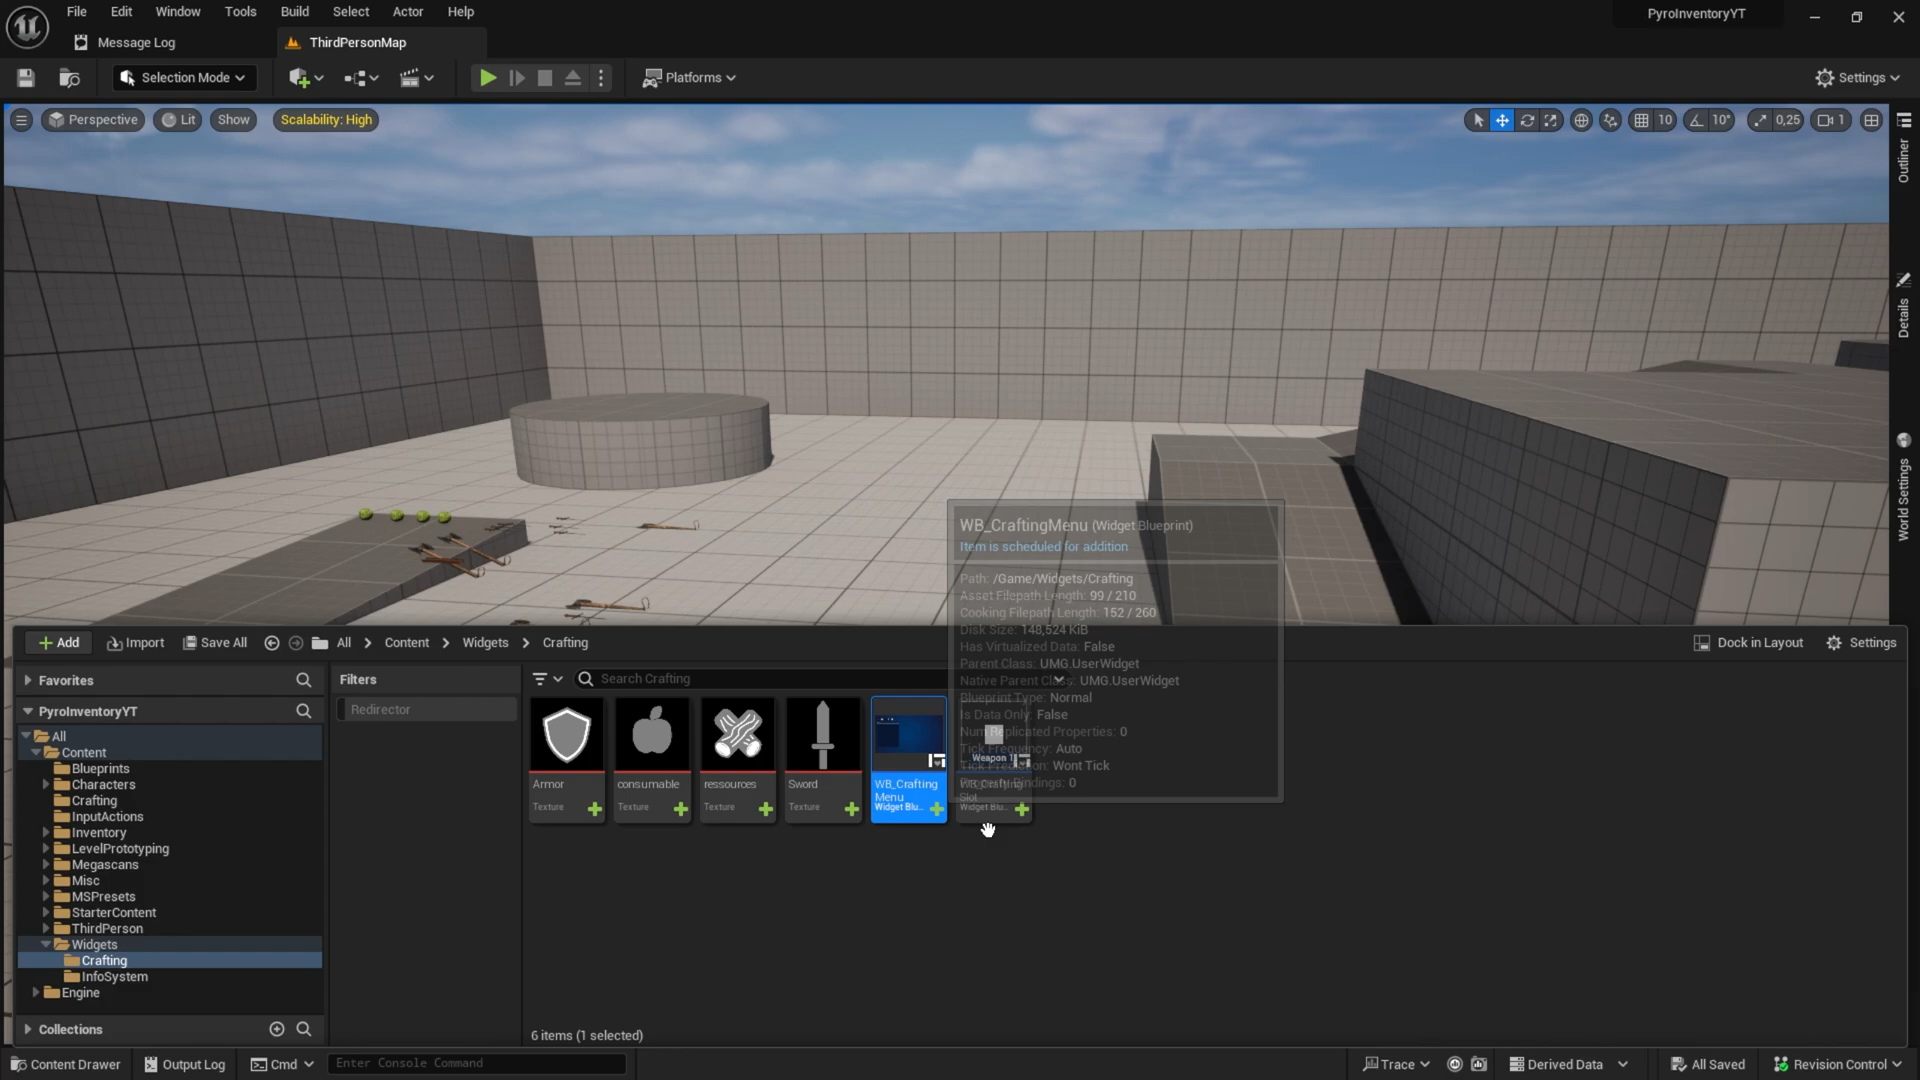 File Edit Window Tools Build Select Actor Help
PyroInventoryYT
Message Log
ThirdPersonMap
Selection Mode
Platforms
Settings
Perspective
Lit
Show
Scalability: High
10
10°
0,25
1
Outliner
Details
World Settings
WB_CraftingMenu (Widget Blueprint)
Item is scheduled for addition
Path: /Game/Widgets/Crafting
Asset Filepath Length: 99 / 210
Cooking Filepath Length: 152 / 260
Disk Size: 148,524 KiB
Has Virtualized Data: False
Parent Class: UMG.UserWidget
Native Parent Class: UMG.UserWidget
Blueprint Type: Normal
Is Data Only: False
Num Replicated Properties: 0
Tick Frequency: Auto
Tick Prediction: Wont Tick
Property Bindings: 0
Add
Import
Save All
All
Content
Widgets
Crafting
Dock in Layout
Settings
Favorites
PyroInventoryYT
All
Content
Blueprints
Characters
Crafting
InputActions
Inventory
LevelPrototyping
Megascans
Misc
MSPresets
StarterContent
ThirdPerson
Widgets
Crafting
InfoSystem
Engine
Collections
Filters
Redirector
Search Crafting
Armor
Texture
consumable
Texture
ressources
Texture
Sword
Texture
WB_Crafting
Menu
Widget Blu..
Weapon 1
WB_Crafting
Slot
Widget Blu..
6 items (1 selected)
Content Drawer
Output Log
Cmd
Enter Console Command
Trace
Derived Data
All Saved
Revision Control